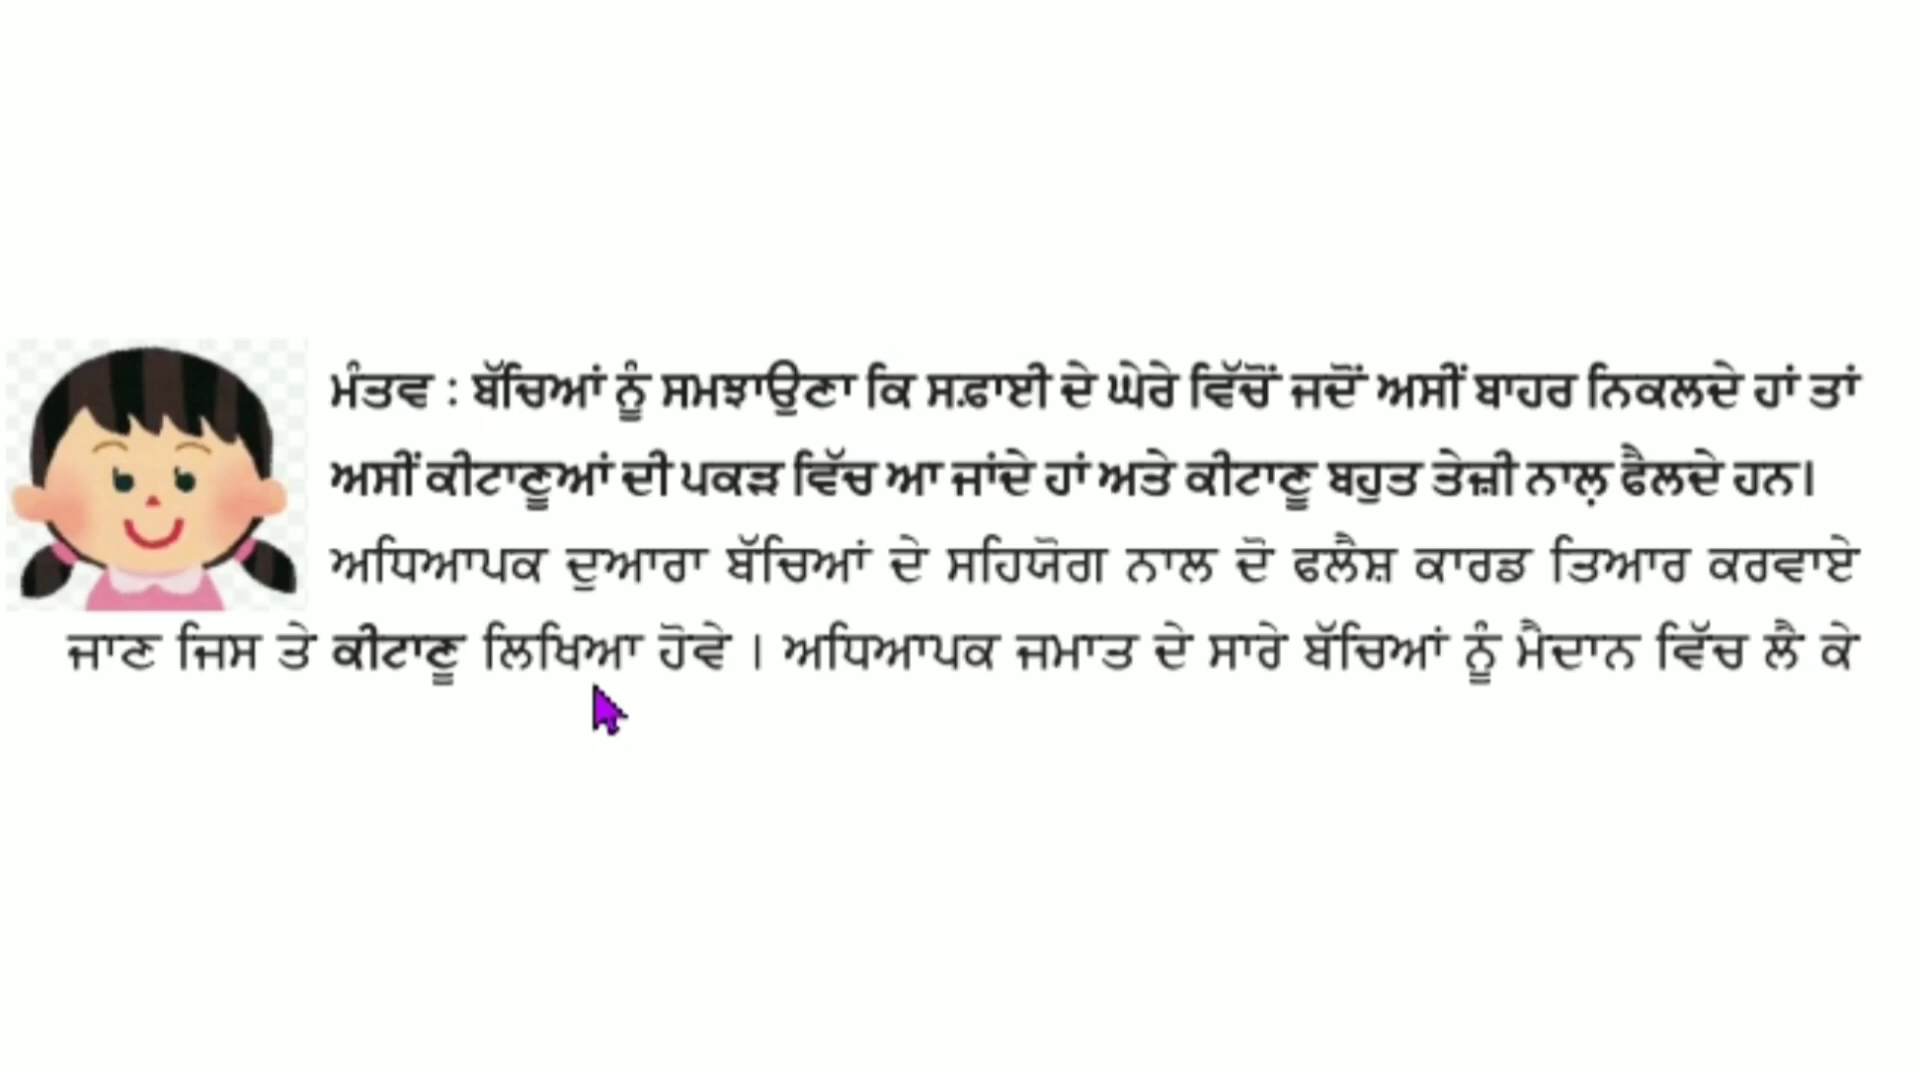 ਮੰਤਵ : ਬੱਚਿਆਂ ਨੂੰ ਸਮਝਾਉਣਾ ਕਿ ਸਫ਼ਾਈ ਦੇ ਘੇਰੇ ਵਿੱਚੋਂ ਜਦੋਂ ਅਸੀਂ ਬਾਹਰ ਨਿਕਲਦੇ ਹਾਂ ਤਾਂ
ਅਸੀਂ ਕੀਟਾਣੂਆਂ ਦੀ ਪਕੜ ਵਿੱਚ ਆ ਜਾਂਦੇ ਹਾਂ ਅਤੇ ਕੀਟਾਣੂ ਬਹੁਤ ਤੇਜ਼ੀ ਨਾਲ਼ ਫੈਲਦੇ ਹਨ।
ਅਧਿਆਪਕ ਦੁਆਰਾ ਬੱਚਿਆਂ ਦੇ ਸਹਿਯੋਗ ਨਾਲ ਦੋ ਫਲੈਸ਼ ਕਾਰਡ ਤਿਆਰ ਕਰਵਾਏ
ਜਾਣ ਜਿਸ ਤੇ ਕੀਟਾਣੂ ਲਿਖਿਆ ਹੋਵੇ । ਅਧਿਆਪਕ ਜਮਾਤ ਦੇ ਸਾਰੇ ਬੱਚਿਆਂ ਨੂੰ ਮੈਦਾਨ ਵਿੱਚ ਲੈ ਕੇ